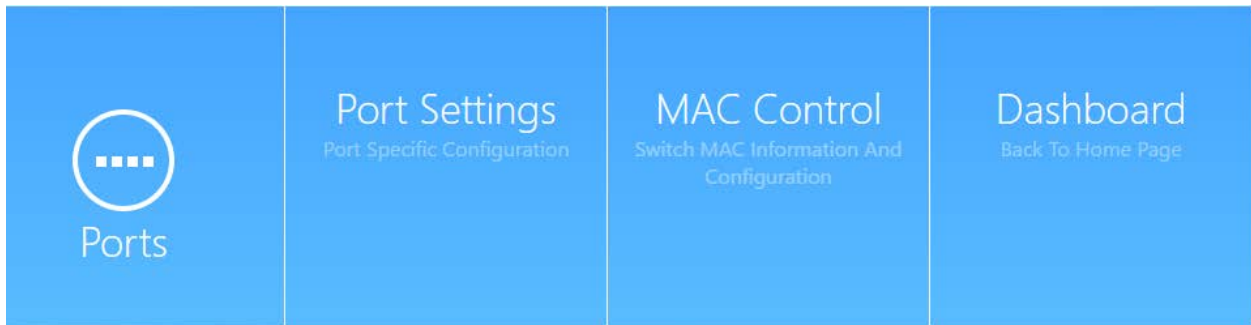 Ports
Port Settings
Port Specific Configuration
MAC Control
Switch MAC Information And
Configuration
Dashboard
Back To Home Page